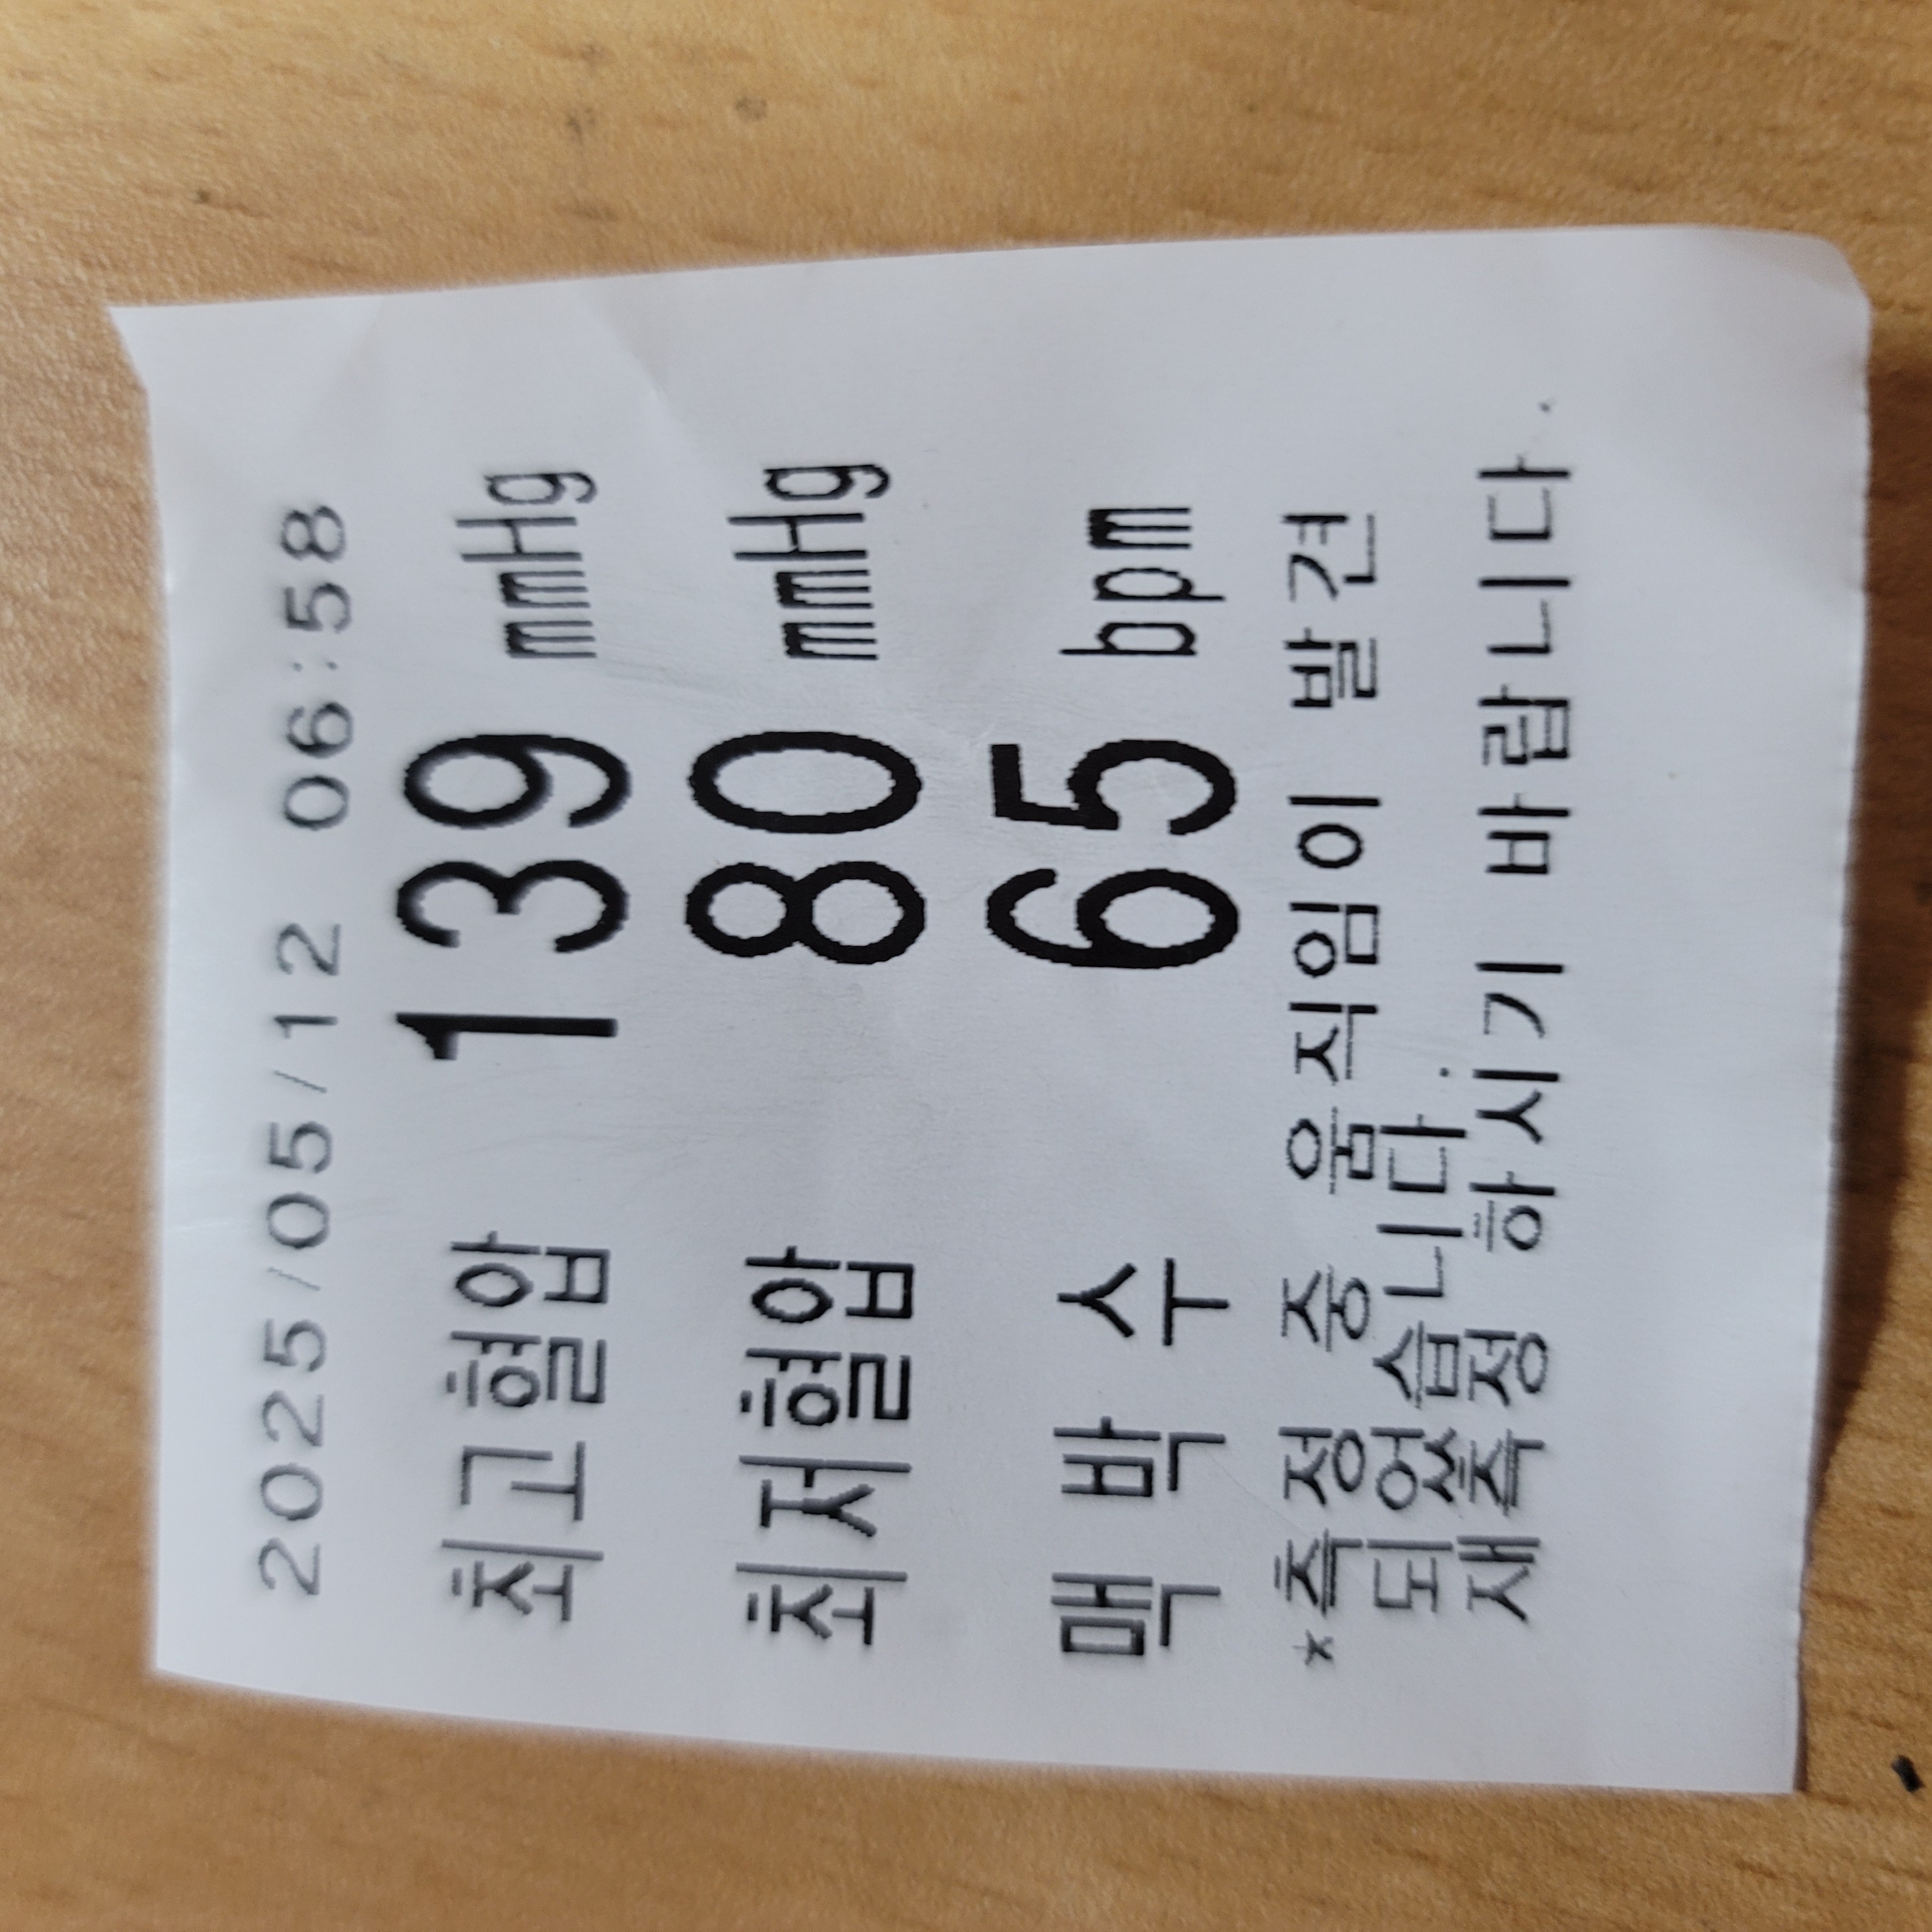 2025/05/12 06:58
최고혈압 139 mmHg
최저혈압 80 mmHg
맥 박 수 65 bpm
*측정 중 움직임이 발견
되었습니다.
재측정 하시기 바랍니다.